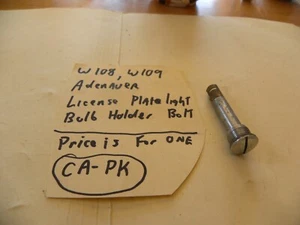 W108, W109
Adenauer
License Plate light
Bulb Holder Bolt
Price is For ONE
CA-PK